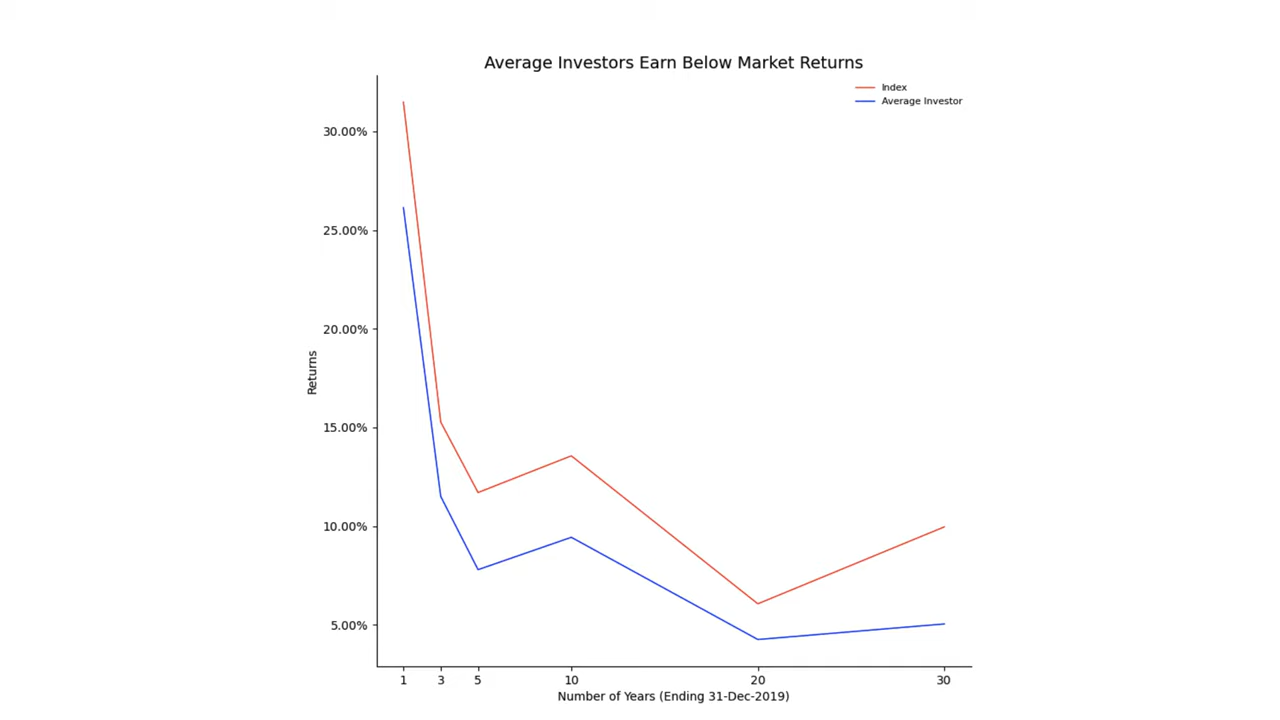 Average Investors Earn Below Market Returns
Index
Average Investor
30.00%
25.00%
20.00%
15.00%
10.00%
5.00%
Returns
1 3 5 10 20 30
Number of Years (Ending 31-Dec-2019)